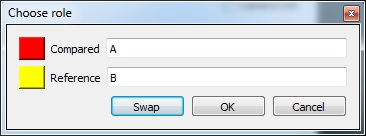 Choose role
Compared A
Reference B
Swap OK Cancel